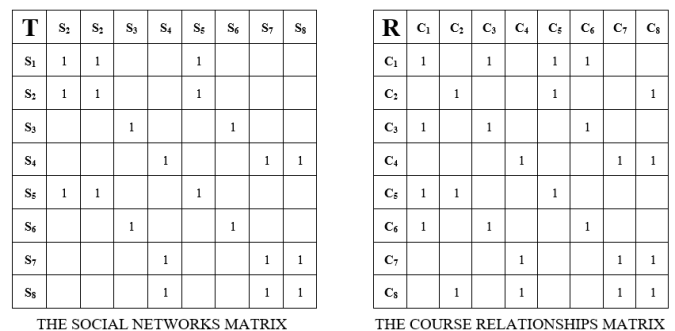 T S₂ S₂ S₃ S₄ S₅ S₆ S₇ S₈
S₁ 1 1 1
S₂ 1 1 1
S₃ 1 1
S₄ 1 1 1
S₅ 1 1 1
S₆ 1 1
S₇ 1 1 1
S₈ 1 1 1
THE SOCIAL NETWORKS MATRIX
R C₁ C₂ C₃ C₄ C₅ C₆ C₇ C₈
C₁ 1 1 1 1
C₂ 1 1 1
C₃ 1 1 1
C₄ 1 1 1
C₅ 1 1 1
C₆ 1 1 1
C₇ 1 1 1
C₈ 1 1 1 1
THE COURSE RELATIONSHIPS MATRIX